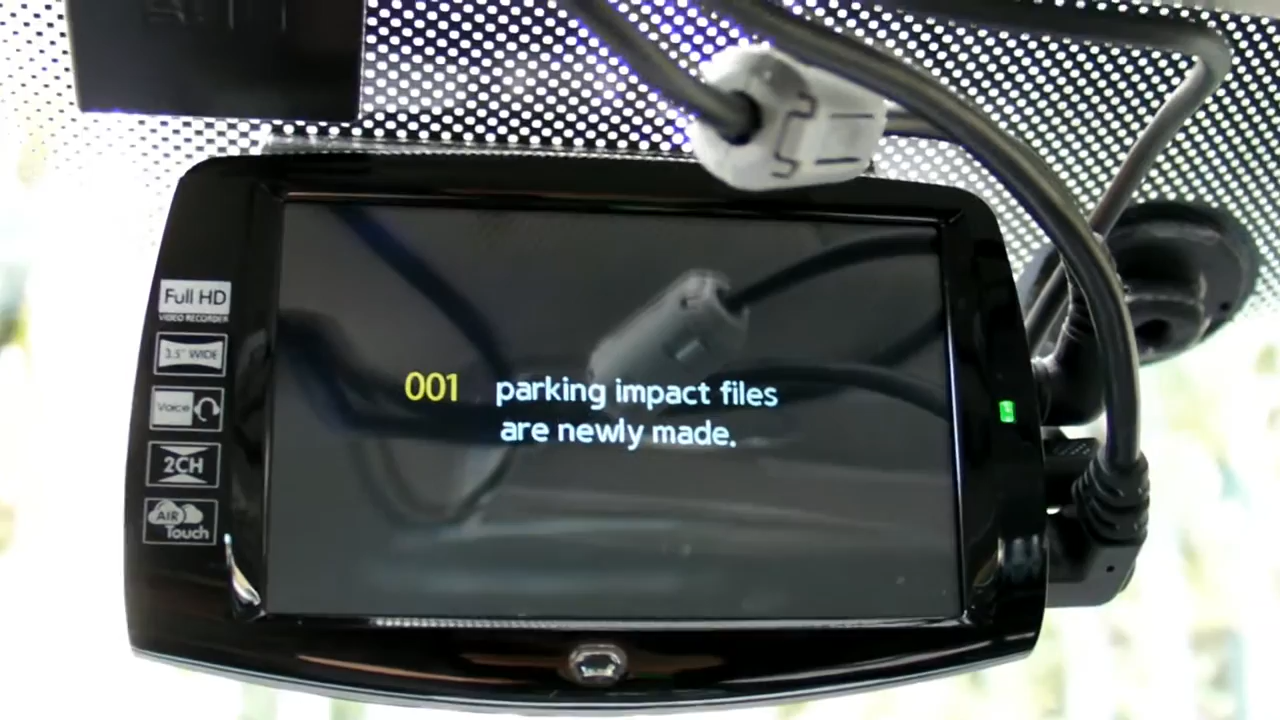 Full HD
VIDEO RECORDER
3.5" WIDE
Voice
2CH
AIR
Touch
001 parking impact files
are newly made.